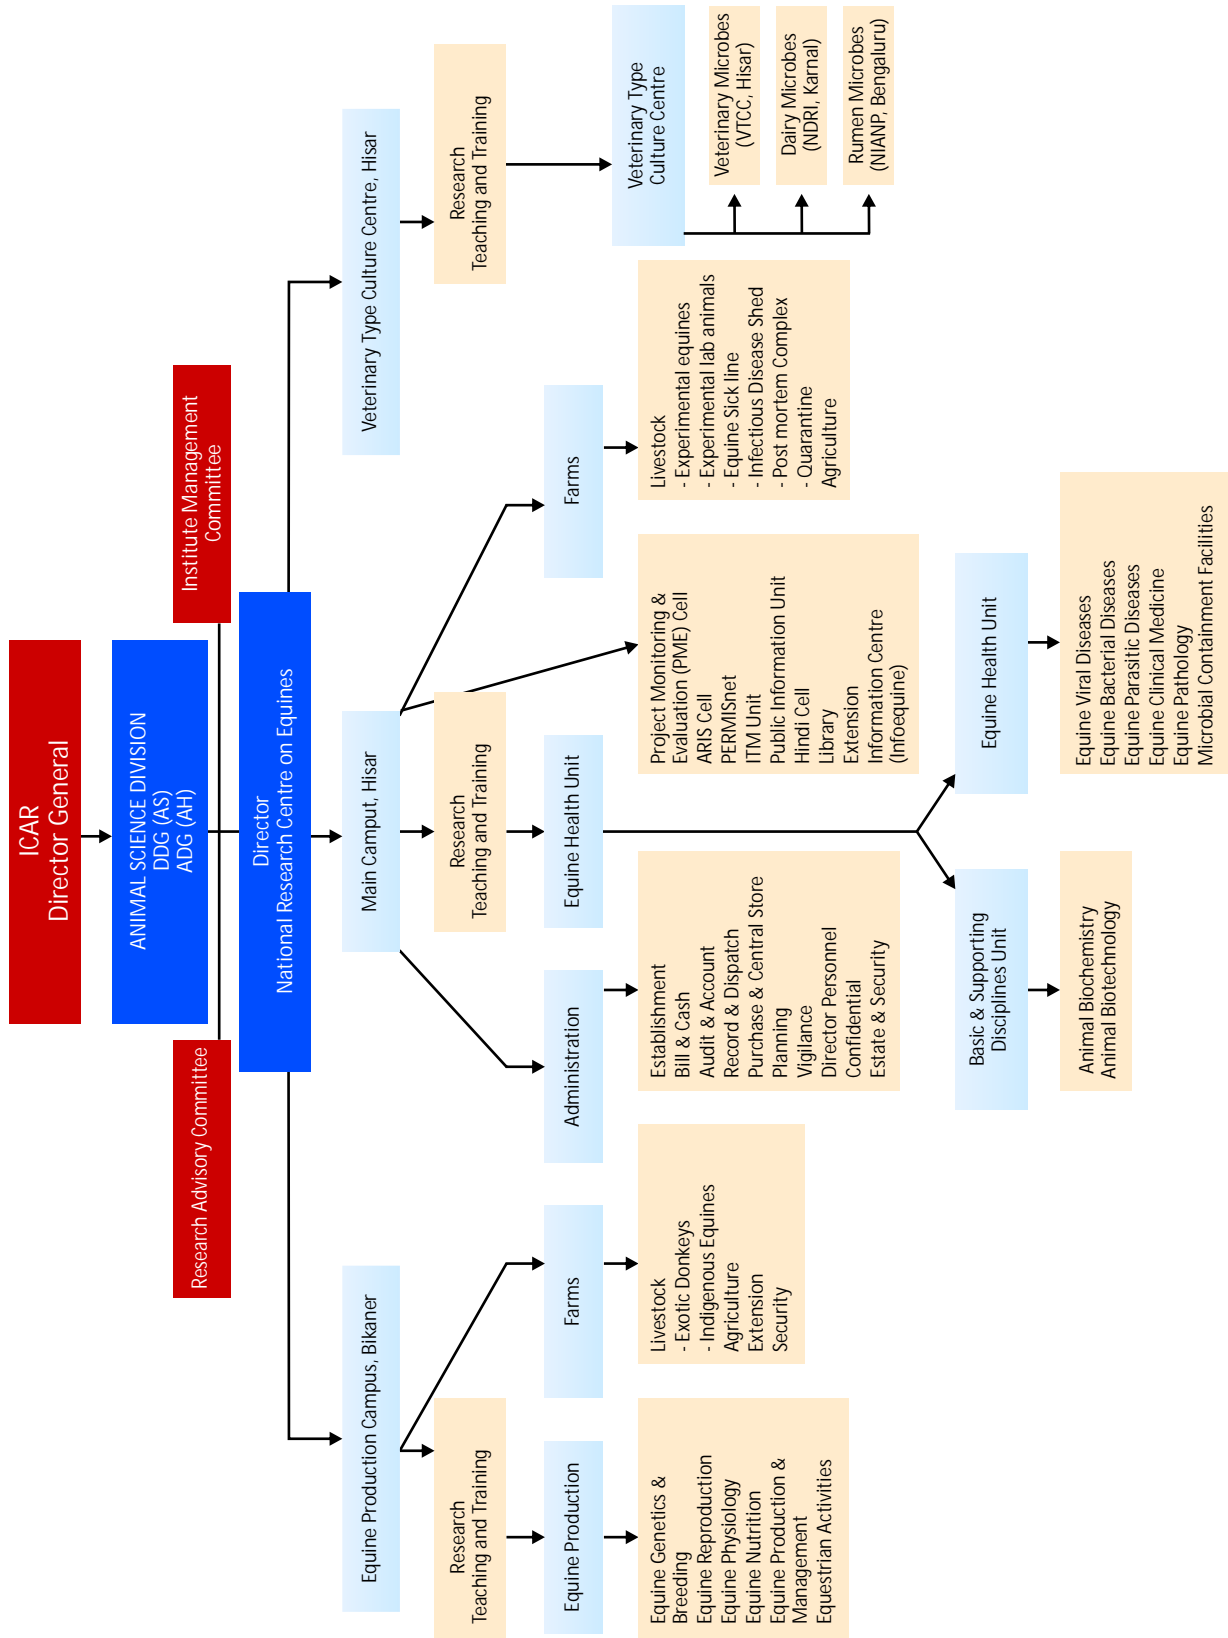 ICAR
Director General
ANIMAL SCIENCE DIVISION
DDG (AS)
ADG (AH)
Research Advisory Committee
Institute Management
Committee
Director
National Research Centre on Equines
Equine Production Campus, Bikaner
Main Camput, Hisar
Veterinary Type Culture Centre, Hisar
Research
Teaching and Training
Research
Teaching and Training
Research
Teaching and Training
Equine Production
Farms
Administration
Equine Health Unit
Farms
Veterinary Type
Culture Centre
Equine Genetics &
Breeding
Equine Reproduction
Equine Physiology
Equine Nutrition
Equine Production &
Management
Equestrian Activities
Livestock
- Exotic Donkeys
- Indigenous Equines
Agriculture
Extension
Security
Establishment
Bill & Cash
Audit & Account
Record & Dispatch
Purchase & Central Store
Planning
Vigilance
Director Personnel
Confidential
Estate & Security
Project Monitoring &
Evaluation (PME) Cell
ARIS Cell
PERMISnet
ITM Unit
Public Information Unit
Hindi Cell
Library
Extension
Information Centre
(Infoequine)
Livestock
- Experimental equines
- Experimental lab animals
- Equine Sick line
- Infectious Disease Shed
- Post mortem Complex
- Quarantine
Agriculture
Veterinary Microbes
(VTCC, Hisar)
Dairy Microbes
(NDRI, Karnal)
Rumen Microbes
(NIANP, Bengaluru)
Basic & Supporting
Disciplines Unit
Equine Health Unit
Animal Biochemistry
Animal Biotechnology
Equine Viral Diseases
Equine Bacterial Diseases
Equine Parasitic Diseases
Equine Clinical Medicine
Equine Pathology
Microbial Containment Facilities